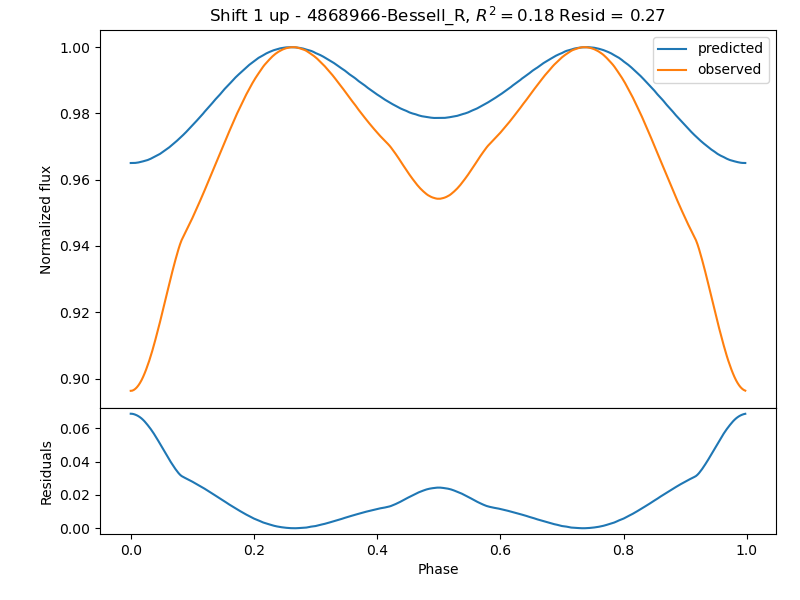 Shift 1 up - 4868966-Bessell_R, R² = 0.18 Resid = 0.27
predicted
observed
Normalized flux
1.00
0.98
0.96
0.94
0.92
0.90
Residuals
0.06
0.04
0.02
0.00
0.0 0.2 0.4 0.6 0.8 1.0
Phase